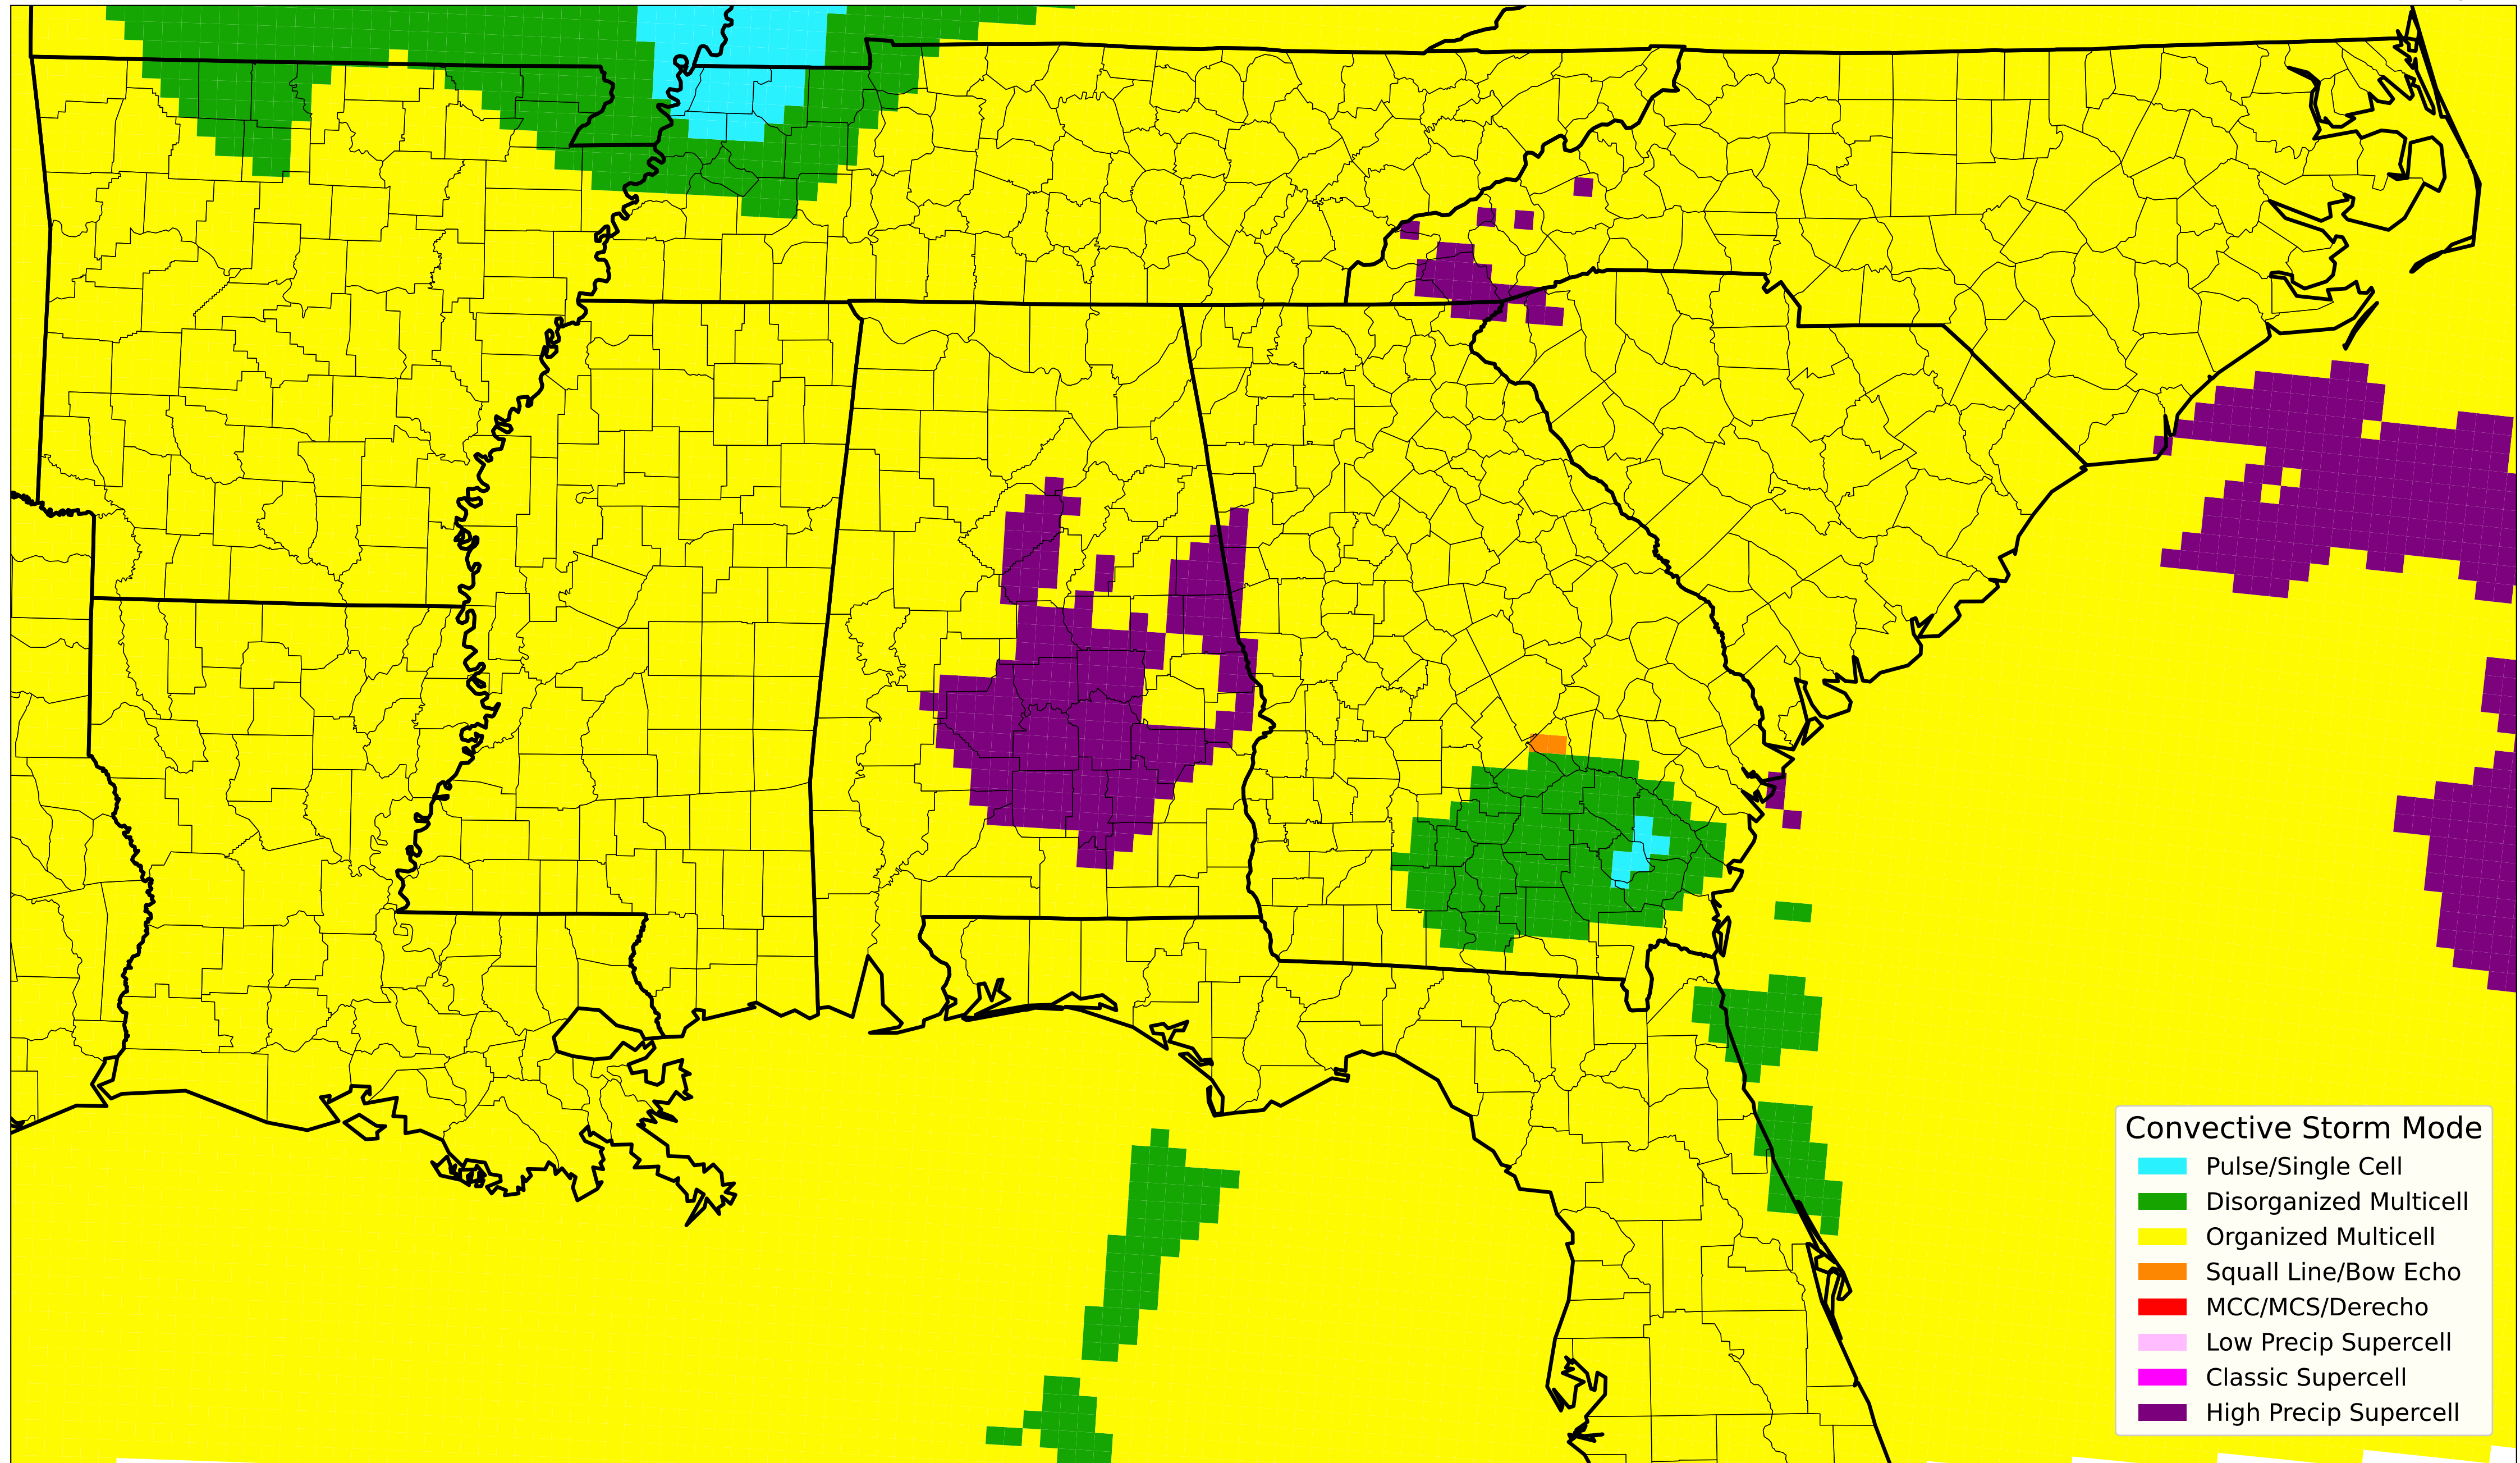 Convective Storm Mode
Pulse/Single Cell
Disorganized Multicell
Organized Multicell
Squall Line/Bow Echo
MCC/MCS/Derecho
Low Precip Supercell
Classic Supercell
High Precip Supercell